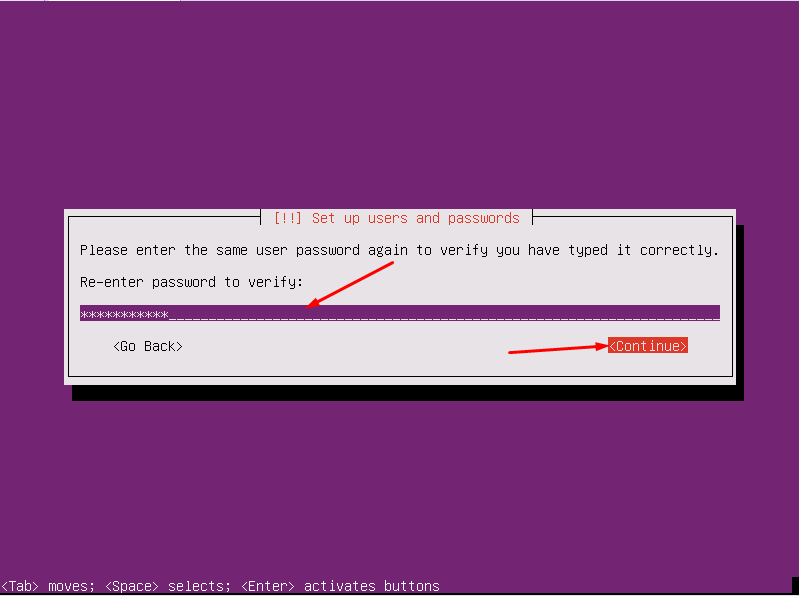 [!!] Set up users and passwords
Please enter the same user password again to verify you have typed it correctly.
Re-enter password to verify:
***********
<Go Back> <Continue>
<Tab> moves; <Space> selects; <Enter> activates buttons